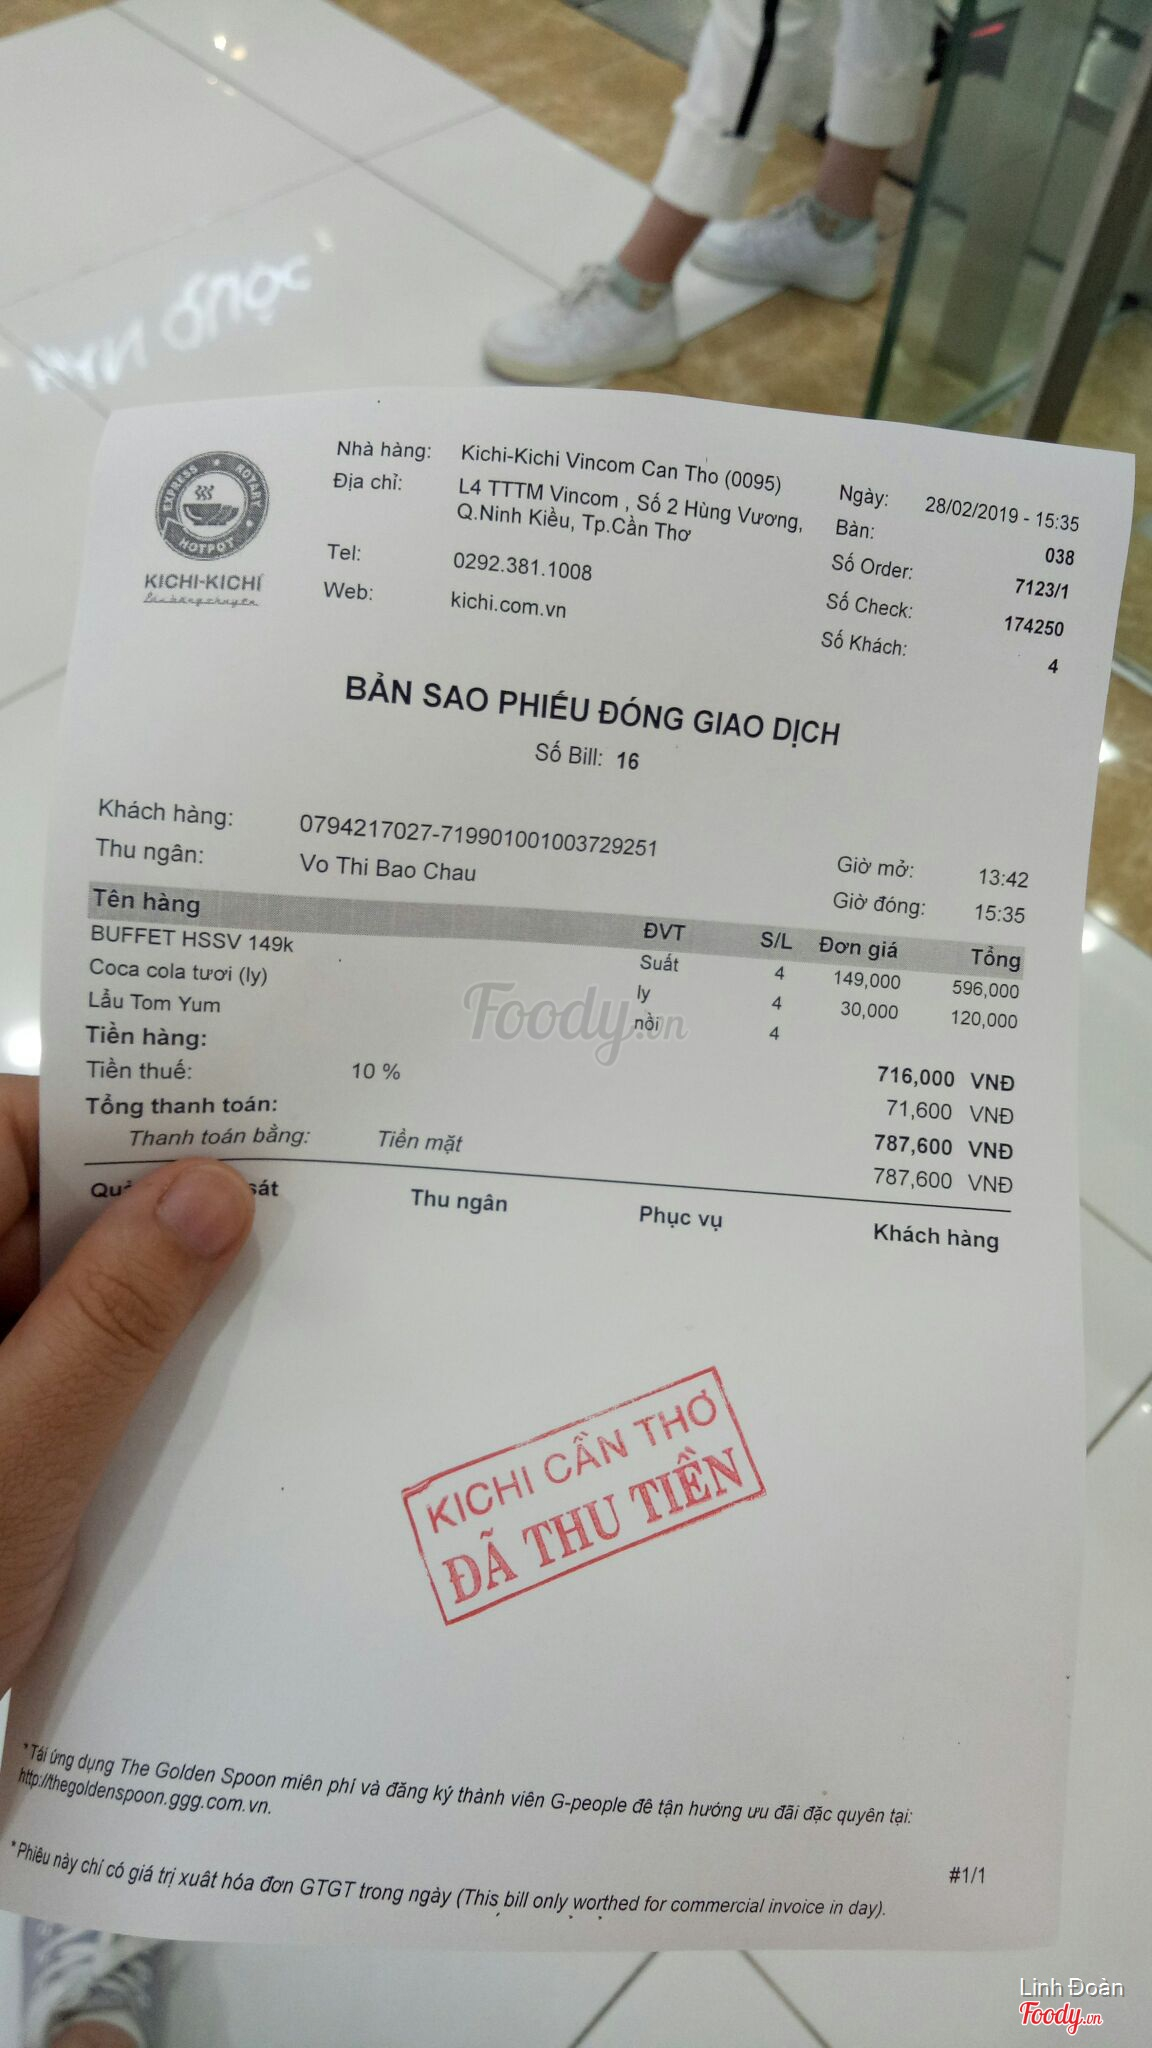 Nhà hàng: Kichi-Kichi Vincom Can Tho (0095)
Địa chỉ: L4 TTTM Vincom , Số 2 Hùng Vương,
Q.Ninh Kiều, Tp.Cần Thơ
Tel: 0292.381.1008
Web: kichi.com.vn
Ngày: 28/02/2019 - 15:35
Bàn: 038
Số Order: 7123/1
Số Check: 174250
Số Khách: 4
EXPRESS ROTARY
HOTPOT
KICHI-KICHI
BẢN SAO PHIẾU ĐÓNG GIAO DỊCH
Số Bill: 16
Khách hàng: 0794217027-719901001003729251
Thu ngân: Vo Thi Bao Chau
Giờ mở: 13:42
Giờ đóng: 15:35
Tên hàng ĐVT S/L Đơn giá Tổng
BUFFET HSSV 149k Suất 4 149,000 596,000
Coca cola tươi (ly) ly 4 30,000 120,000
Lẩu Tom Yum nồi 4
Tiền hàng: 716,000 VNĐ
Tiền thuế: 10 % 71,600 VNĐ
Tổng thanh toán: 787,600 VNĐ
Thanh toán bằng: Tiền mặt 787,600 VNĐ
sát Thu ngân Phục vụ Khách hàng
Foody.vn
KICHI CẦN THƠ
ĐÃ THU TIỀN
*Tải ứng dụng The Golden Spoon miễn phí và đăng ký thành viên G-people để tận hưởng ưu đãi đặc quyền tại:
http://thegoldenspoon.ggg.com.vn.
#1/1
*Phiếu này chỉ có giá trị xuất hóa đơn GTGT trong ngày (This bill only worthed for commercial invoice in day).
Linh Đoàn
Foody.vn